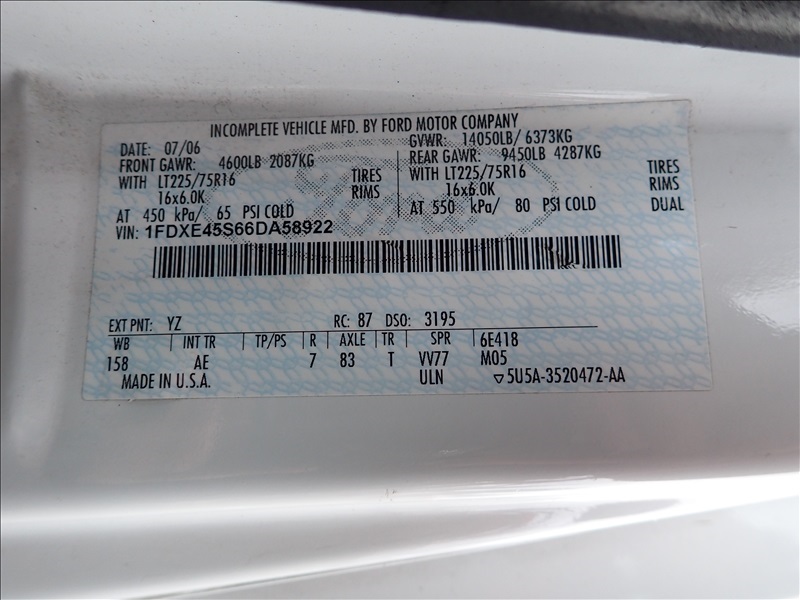 INCOMPLETE VEHICLE MFD. BY FORD MOTOR COMPANY
DATE: 07/06 GVWR: 14050LB/ 6373KG
FRONT GAWR: 4600LB 2087KG REAR GAWR: 9450LB 4287KG
WITH LT225/75R16 TIRES WITH LT225/75R16 TIRES
16x6.0K RIMS 16x6.0K RIMS
AT 450 kPa/ 65 PSI COLD AT 550 kPa/ 80 PSI COLD DUAL
VIN: 1FDXE45S66DA58922
EXT PNT: YZ RC: 87 DSO: 3195
WB INT TR TP/PS R AXLE TR SPR 6E418
158 AE 7 83 T VV77 M05
MADE IN U.S.A. ULN ▽5U5A-3520472-AA